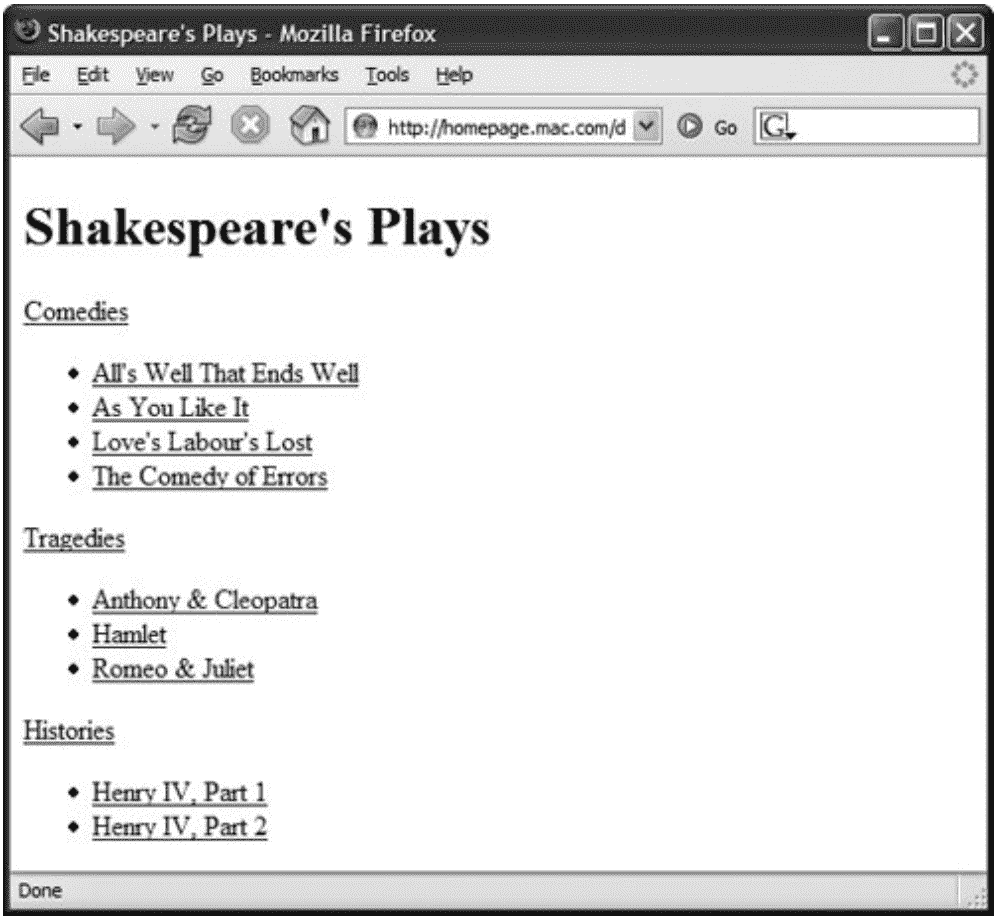 Shakespeare's Plays - Mozilla Firefox
File Edit View Go Bookmarks Tools Help
http://homepage.mac.com/d Go G
Shakespeare's Plays
Comedies
All's Well That Ends Well
As You Like It
Love's Labour's Lost
The Comedy of Errors
Tragedies
Anthony & Cleopatra
Hamlet
Romeo & Juliet
Histories
Henry IV, Part 1
Henry IV, Part 2
Done